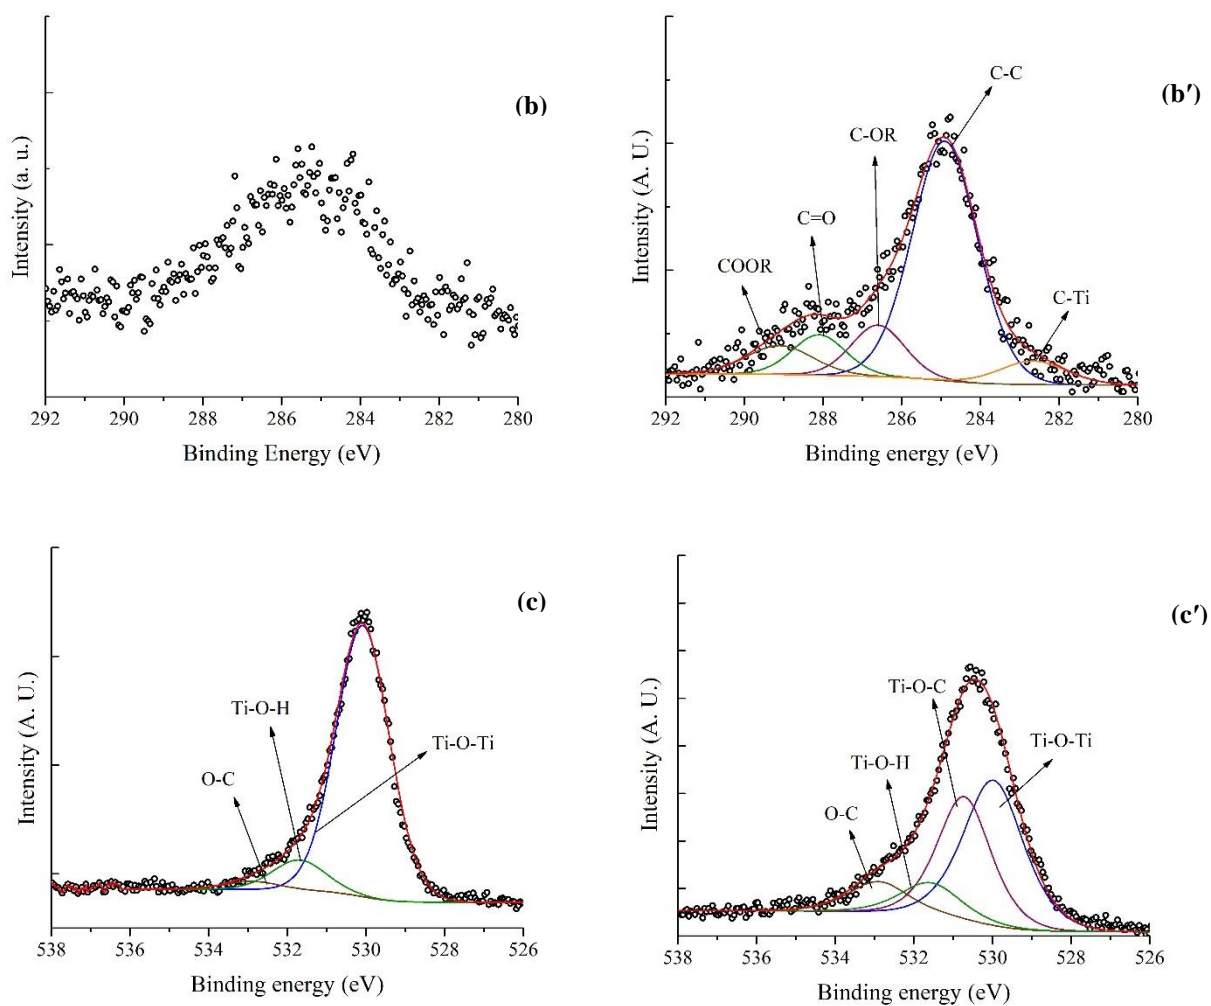 (b)
Intensity (a. u.)
292 290 288 286 284 282 280
Binding Energy (eV)
(b′)
C-C
C-OR
C=O
COOR
C-Ti
Intensity (A. U.)
292 290 288 286 284 282 280
Binding energy (eV)
(c)
Ti-O-H
Ti-O-Ti
O-C
Intensity (A. U.)
538 536 534 532 530 528 526
Binding energy (eV)
(c′)
Ti-O-C
Ti-O-Ti
Ti-O-H
O-C
Intensity (A. U.)
538 536 534 532 530 528 526
Binding energy (eV)